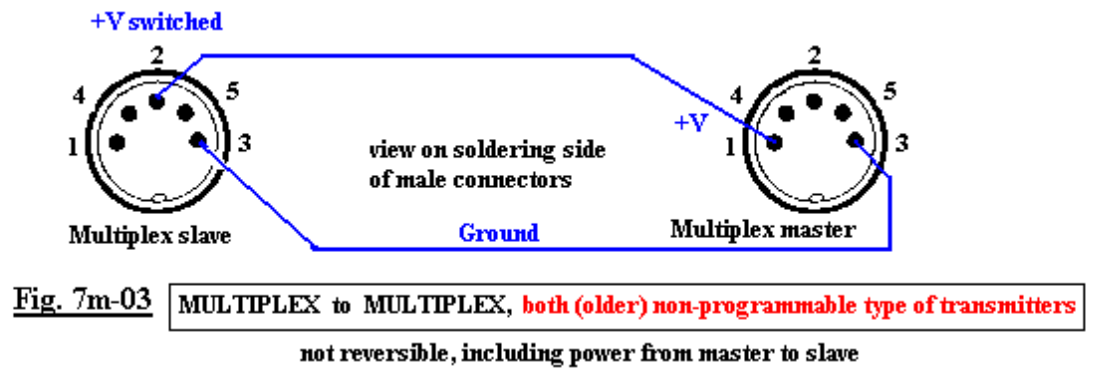 +V switched
2
4
5
1
3
Multiplex slave
view on soldering side
of male connectors
Ground
2
4
5
+V
1
3
Multiplex master
Fig. 7m-03 MULTIPLEX to MULTIPLEX, both (older) non-programmable type of transmitters
not reversible, including power from master to slave